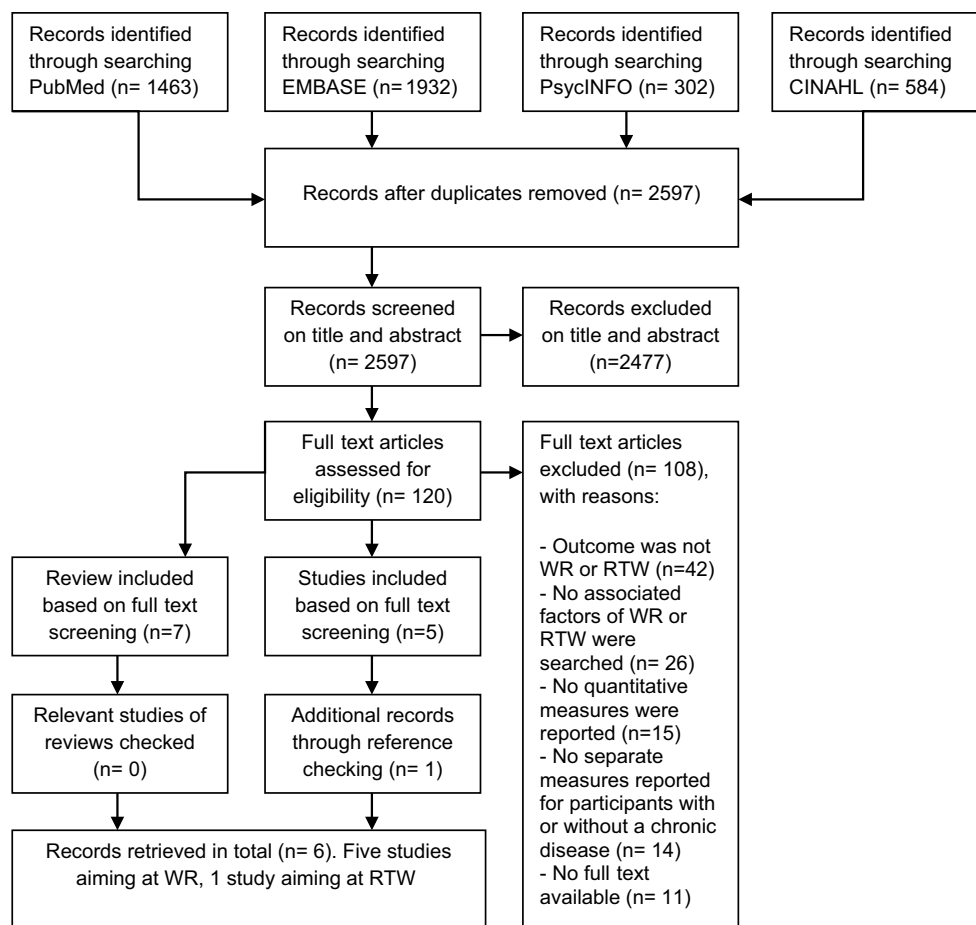 Records identified
through searching
PubMed (n= 1463)
Records identified
through searching
EMBASE (n= 1932)
Records identified
through searching
PsycINFO (n= 302)
Records identified
through searching
CINAHL (n= 584)
Records after duplicates removed (n= 2597)
Records screened
on title and abstract
(n= 2597)
Records excluded
on title and abstract
(n=2477)
Full text articles
assessed for
eligibility (n= 120)
Full text articles
excluded (n= 108),
with reasons:
- Outcome was not
WR or RTW (n=42)
- No associated
factors of WR or
RTW were
searched (n= 26)
- No quantitative
measures were
reported (n=15)
- No separate
measures reported
for participants with
or without a chronic
disease (n= 14)
- No full text
available (n= 11)
Review included
based on full text
screening (n=7)
Studies included
based on full text
screening (n=5)
Relevant studies of
reviews checked
(n= 0)
Additional records
through reference
checking (n= 1)
Records retrieved in total (n= 6). Five studies
aiming at WR, 1 study aiming at RTW